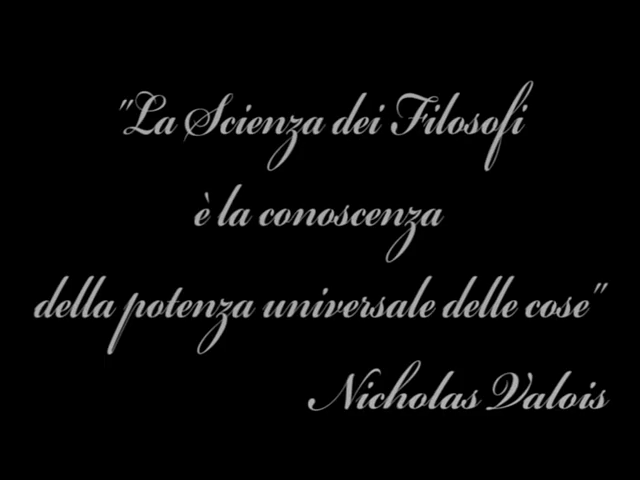 "La Scienza dei Filosofi
è la conoscenza
della potenza universale delle cose"
Nicholas Valois